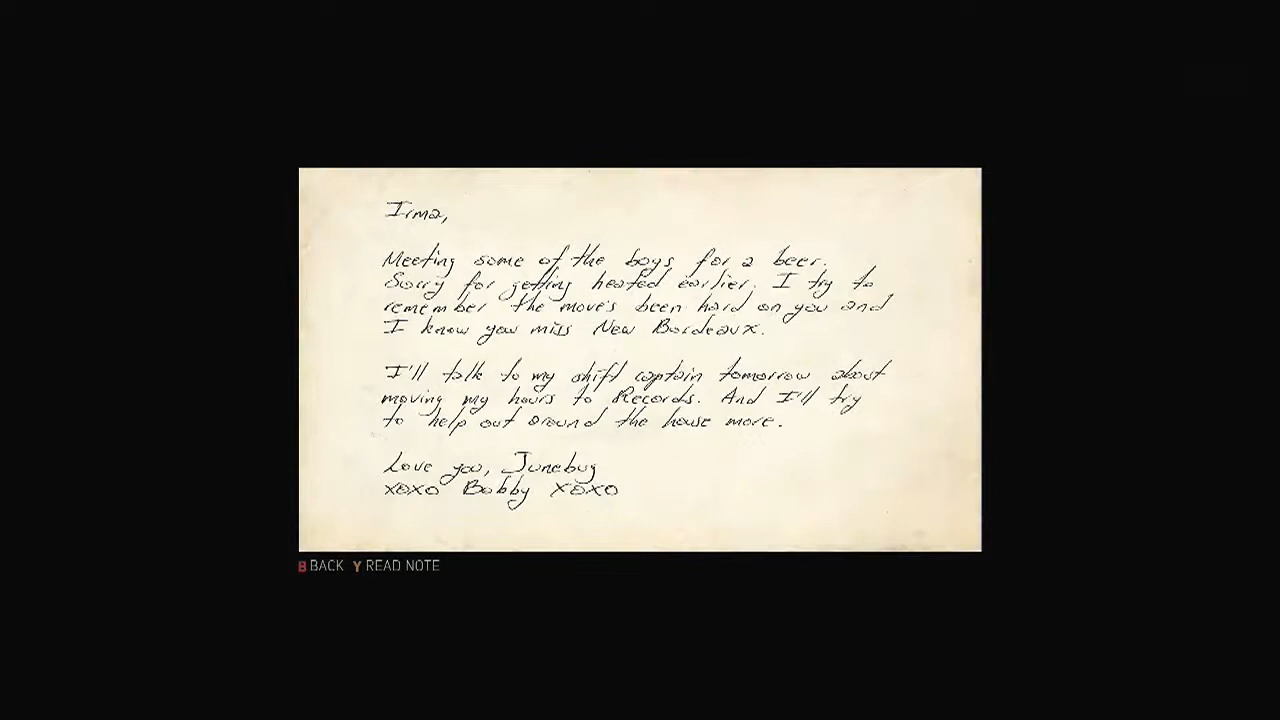 Irma,
Meeting some of the boys for a beer.
Sorry for getting heated earlier. I try to
remember the move's been hard on you and
I know you miss New Bordeaux.
I'll talk to my shift captain tomorrow about
moving my hours to Records. And I'll try
to help out around the house more.
Love you, Junebug
xoxo Bobby xoxo
B BACK Y READ NOTE